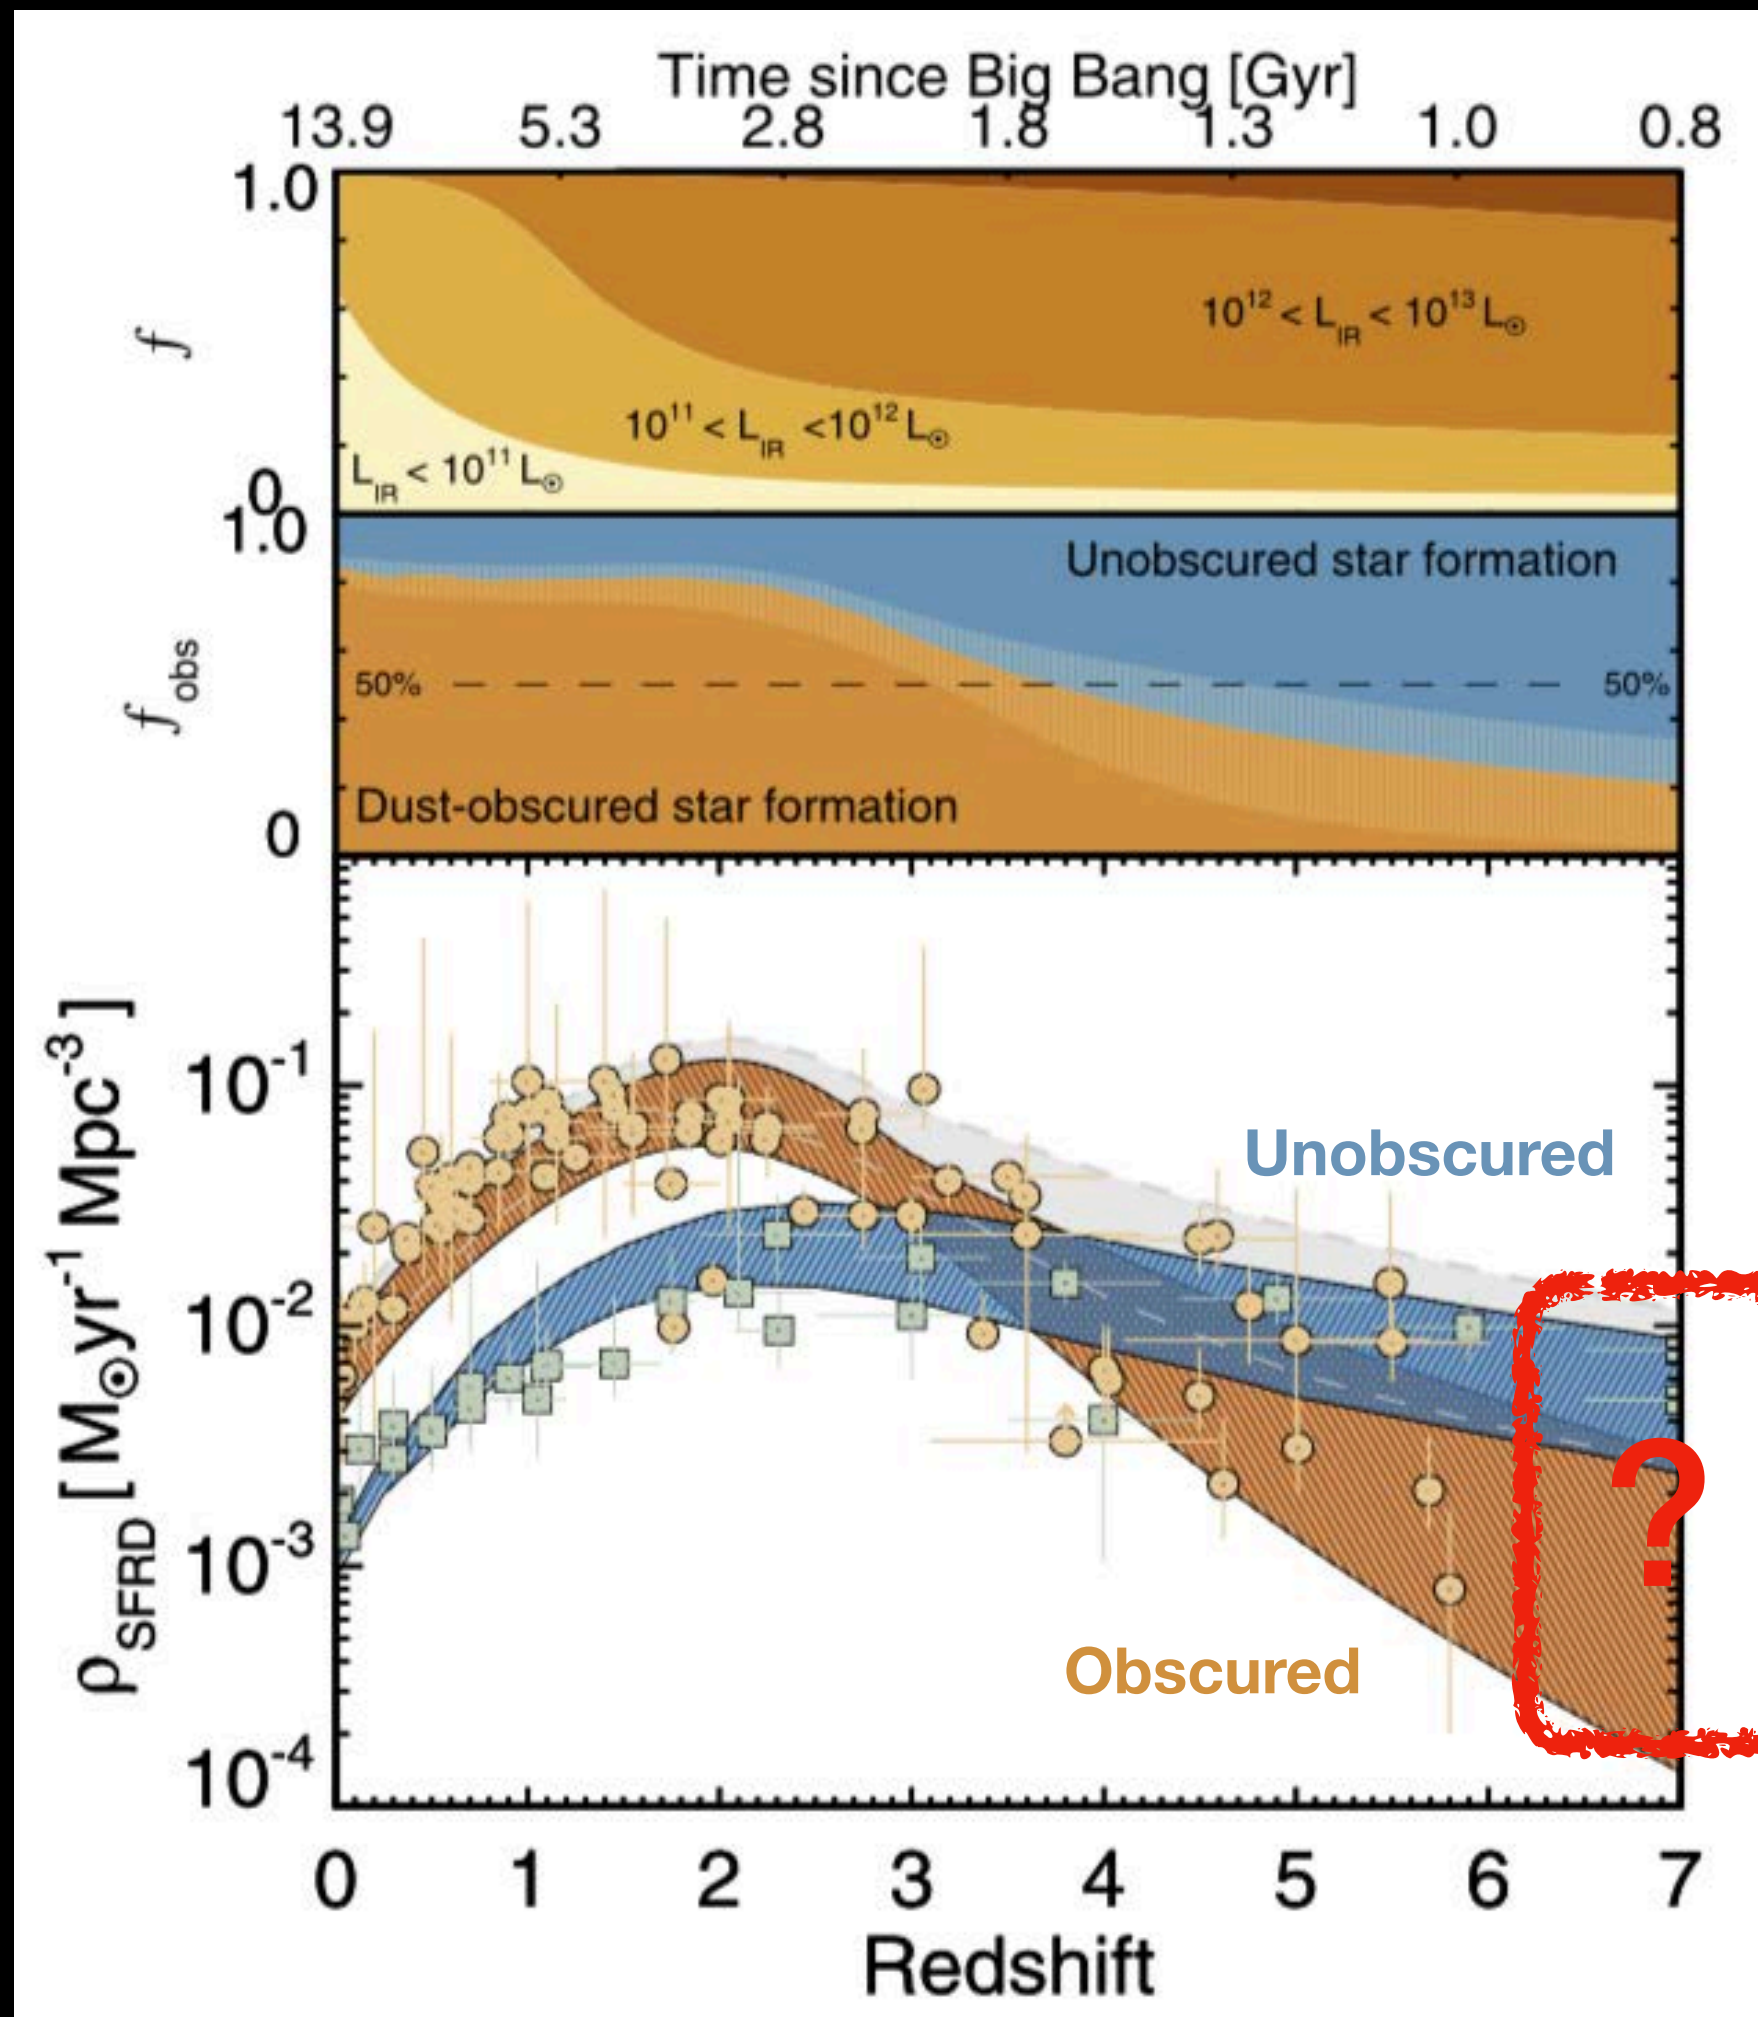 Time since Big Bang [Gyr]
13.9 5.3 2.8 1.8 1.3 1.0 0.8
1.0
f
10¹² < L_IR < 10¹³ L☉
10¹¹ < L_IR <10¹² L☉
L_IR < 10¹¹ L☉
0
1.0
Unobscured star formation
f_obs
50% 50%
Dust-obscured star formation
0
ρ_SFRD [M☉yr⁻¹ Mpc⁻³]
10⁻¹
Unobscured
10⁻²
?
10⁻³
Obscured
10⁻⁴
0 1 2 3 4 5 6 7
Redshift